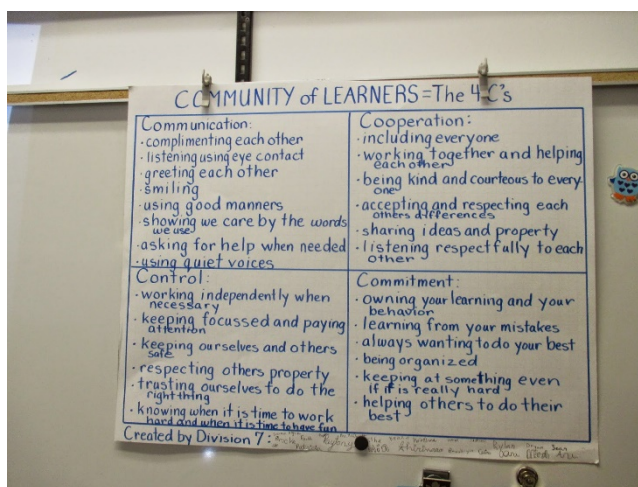 COMMUNITY of LEARNERS = The 4 C's
Communication:
· complimenting each other
· listening using eye contact
· greeting each other
· smiling
· using good manners
· showing we care by the words
we use
· asking for help when needed
· using quiet voices
Cooperation:
· including everyone
· working together and helping
each other
· being kind and courteous to every-
one
· accepting and respecting each
others differences
· sharing ideas and property
· listening respectfully to each
other
Control:
· working independently when
necessary
· keeping focussed and paying
attention
· keeping ourselves and others
safe
· respecting others property
· trusting ourselves to do the
right thing
· knowing when it is time to work
hard and when it is time to have fun
Commitment:
· owning your learning and your
behavior
· learning from your mistakes
· always wanting to do your best
· being organized
· keeping at something even
if it is really hard
· helping others to do their
best
Created by Division 7: